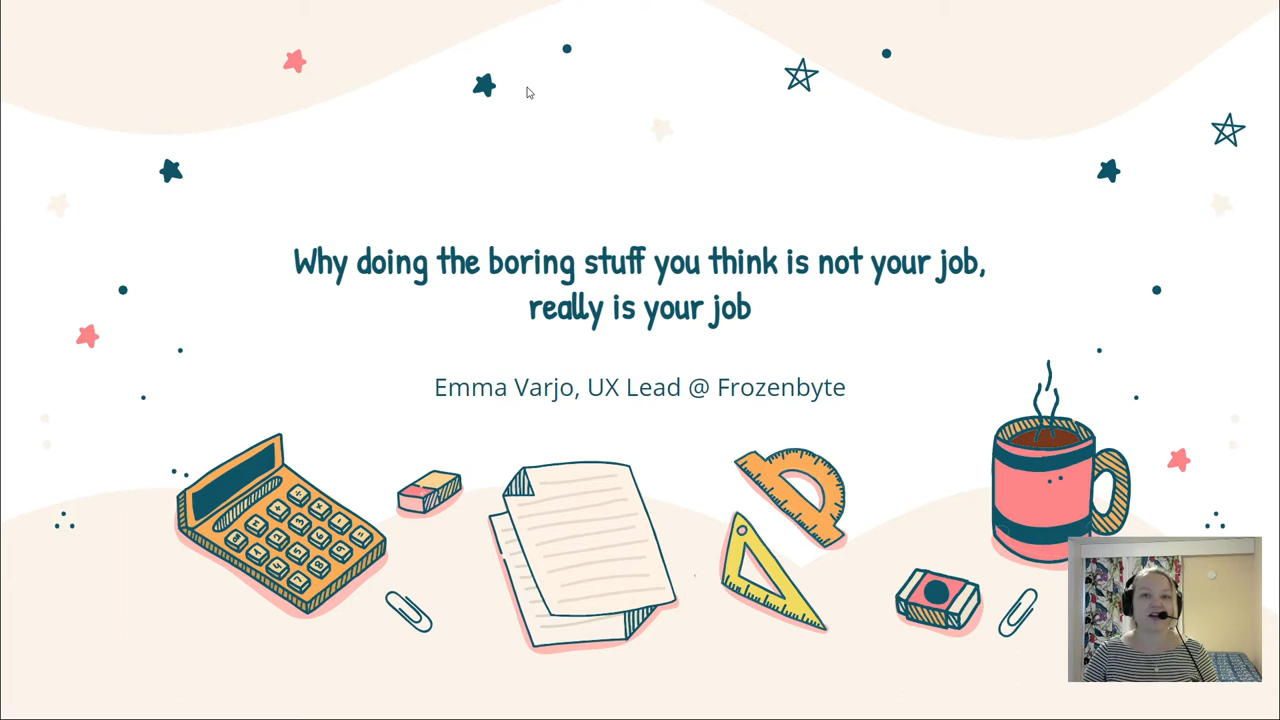 Why doing the boring stuff you think is not your job,
really is your job
Emma Varjo, UX Lead @ Frozenbyte